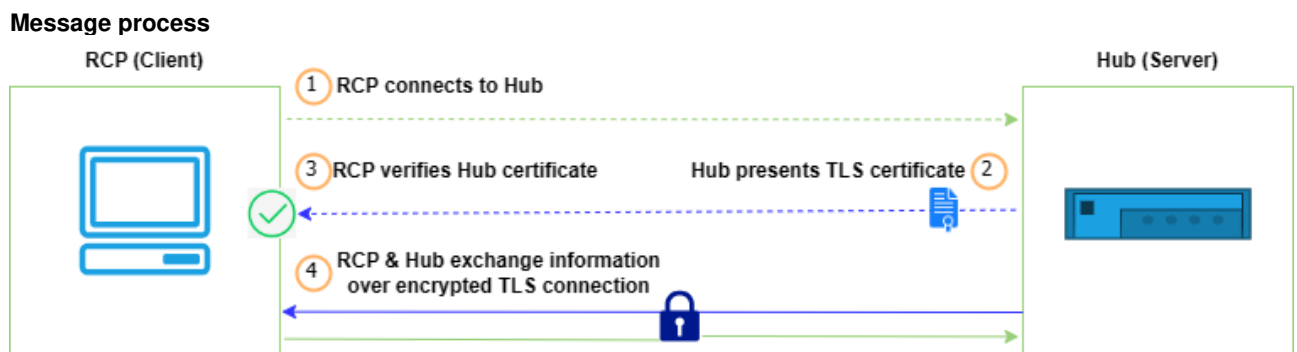 Message process
RCP (Client)
Hub (Server)
1 RCP connects to Hub
3 RCP verifies Hub certificate
Hub presents TLS certificate 2
4 RCP & Hub exchange information
over encrypted TLS connection